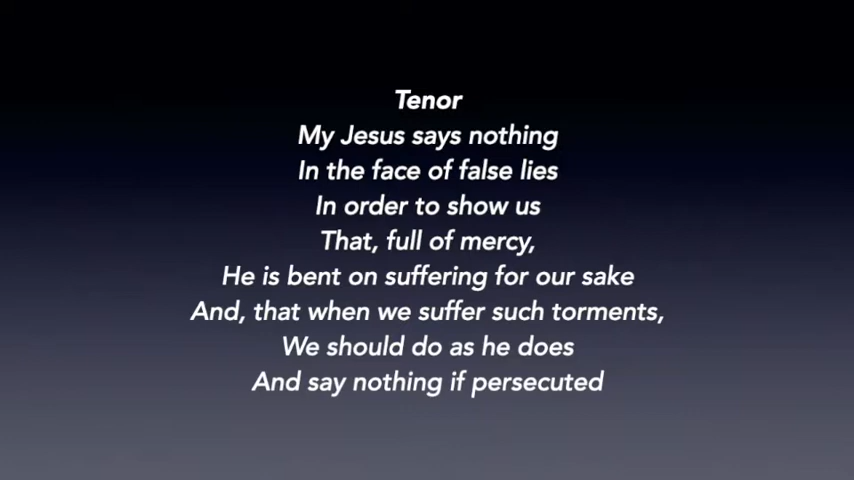 Tenor
My Jesus says nothing
In the face of false lies
In order to show us
That, full of mercy,
He is bent on suffering for our sake
And, that when we suffer such torments,
We should do as he does
And say nothing if persecuted